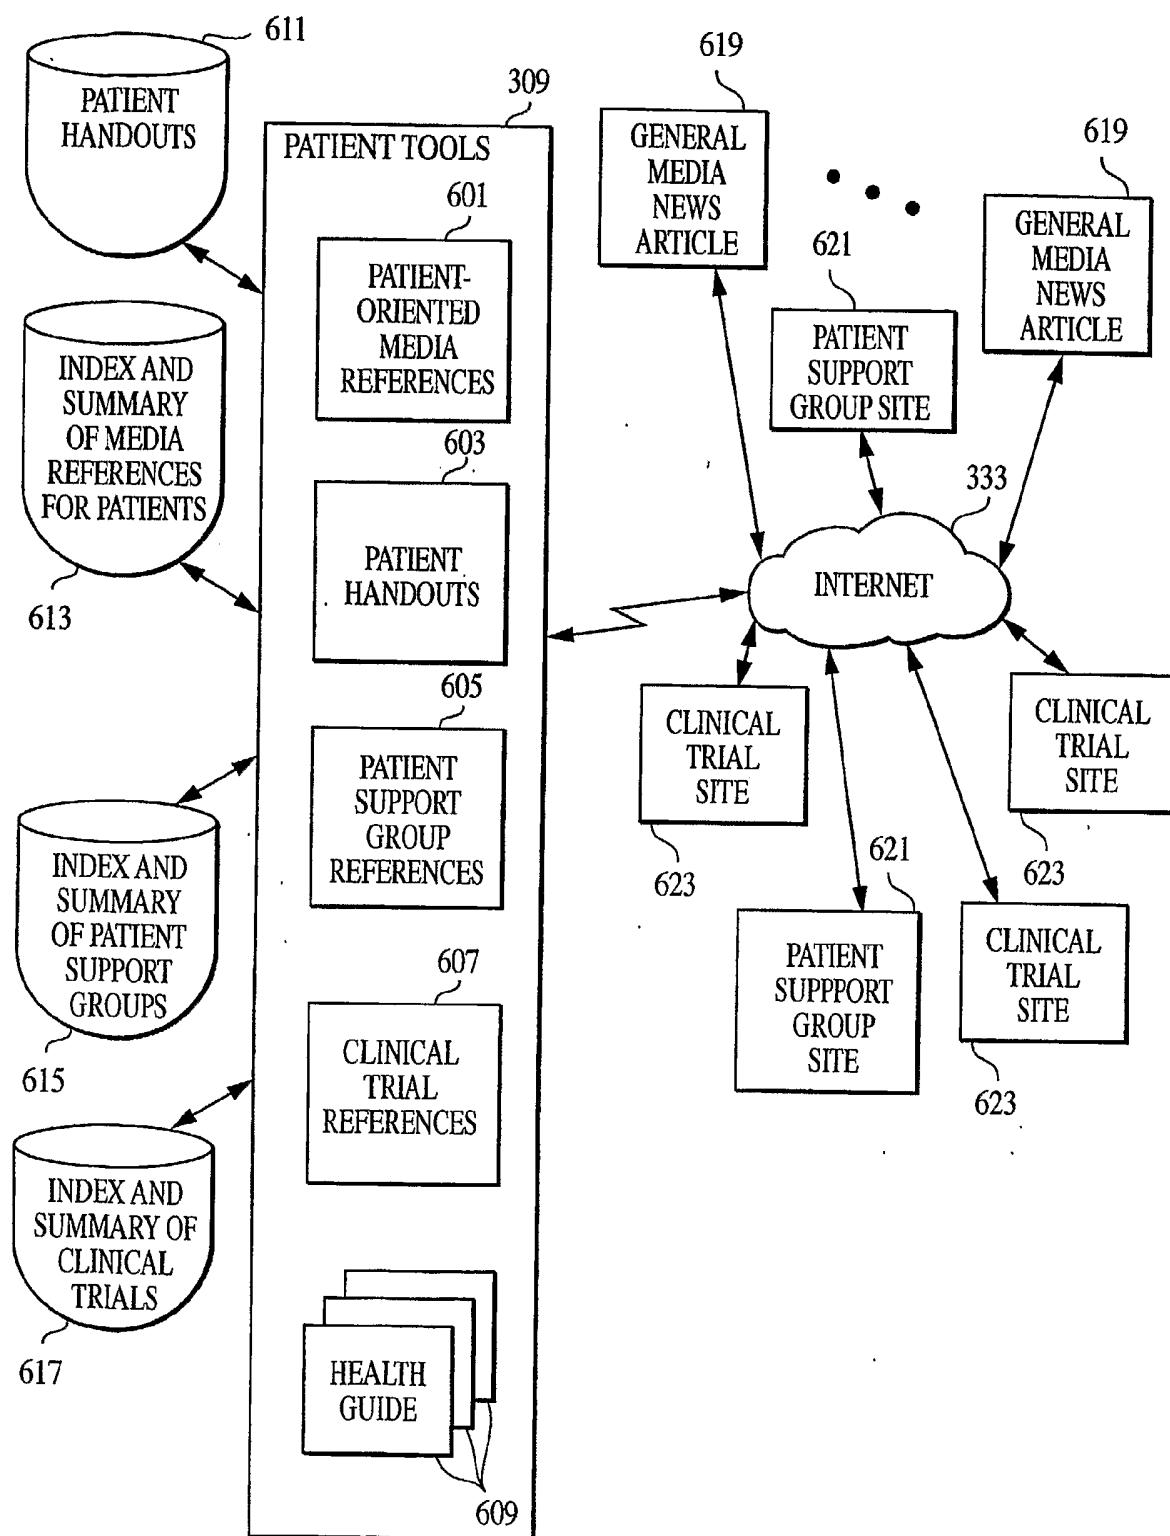 611
PATIENT
HANDOUTS
INDEX AND
SUMMARY
OF MEDIA
REFERENCES
FOR PATIENTS
613
INDEX AND
SUMMARY
OF PATIENT
SUPPORT
GROUPS
615
INDEX AND
SUMMARY OF
CLINICAL
TRIALS
617
309
PATIENT TOOLS
601
PATIENT-
ORIENTED
MEDIA
REFERENCES
603
PATIENT
HANDOUTS
605
PATIENT
SUPPORT
GROUP
REFERENCES
607
CLINICAL
TRIAL
REFERENCES
HEALTH
GUIDE
609
619
GENERAL
MEDIA
NEWS
ARTICLE
619
GENERAL
MEDIA
NEWS
ARTICLE
621
PATIENT
SUPPORT
GROUP SITE
333
INTERNET
CLINICAL
TRIAL
SITE
623
CLINICAL
TRIAL
SITE
623
621
PATIENT
SUPPPORT
GROUP
SITE
CLINICAL
TRIAL
SITE
623